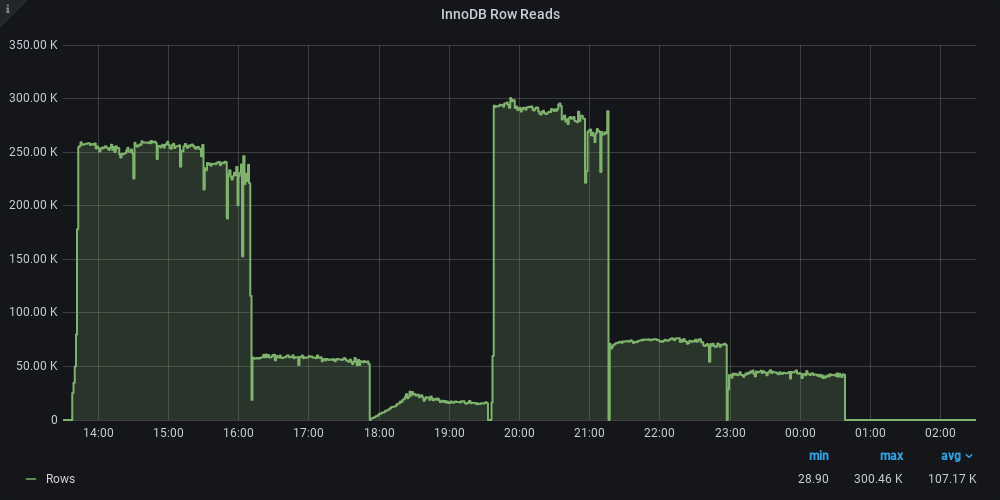 i
InnoDB Row Reads
350.00 K
300.00 K
250.00 K
200.00 K
150.00 K
100.00 K
50.00 K
0
14:00 15:00 16:00 17:00 18:00 19:00 20:00 21:00 22:00 23:00 00:00 01:00 02:00
min max avg
Rows 28.90 300.46 K 107.17 K